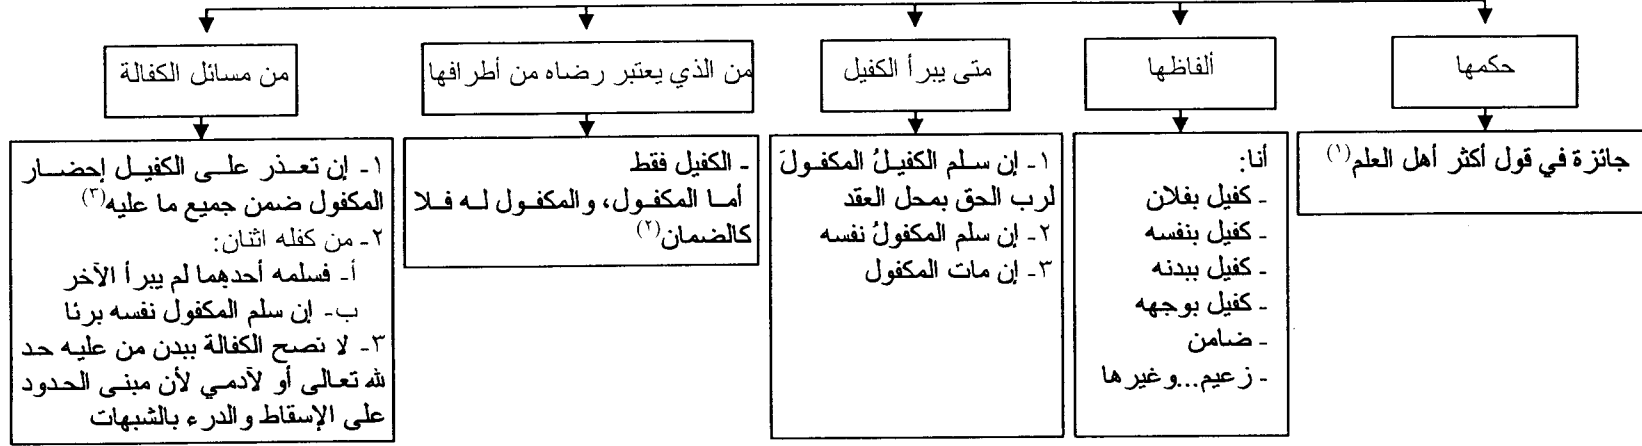 حكمها
جائزة في قول أكثر أهل العلم(١)
ألفاظها
أنا:
- كفيل بفلان
- كفيل بنفسه
- كفيل ببدنه
- كفيل بوجهه
- ضامن
- زعيم...وغيرها
متى يبرأ الكفيل
١- إن سلم الكفيلُ المكفولَ
لرب الحق بمحل العقد
٢- إن سلم المكفولُ نفسه
٣- إن مات المكفول
من الذي يعتبر رضاه من أطرافها
- الكفيل فقط
أما المكفول، والمكفول له فلا
كالضمان(٢)
من مسائل الكفالة
١- إن تعذر على الكفيل إحضار
المكفول ضمن جميع ما عليه(٣)
٢- من كفله اثنان:
أ- فسلمه أحدهما لم يبرأ الآخر
ب- إن سلم المكفول نفسه برئا
٣- لا تصح الكفالة ببدن من عليه حد
لله تعالى أو لآدمي لأن مبنى الحدود
على الإسقاط والدرء بالشبهات